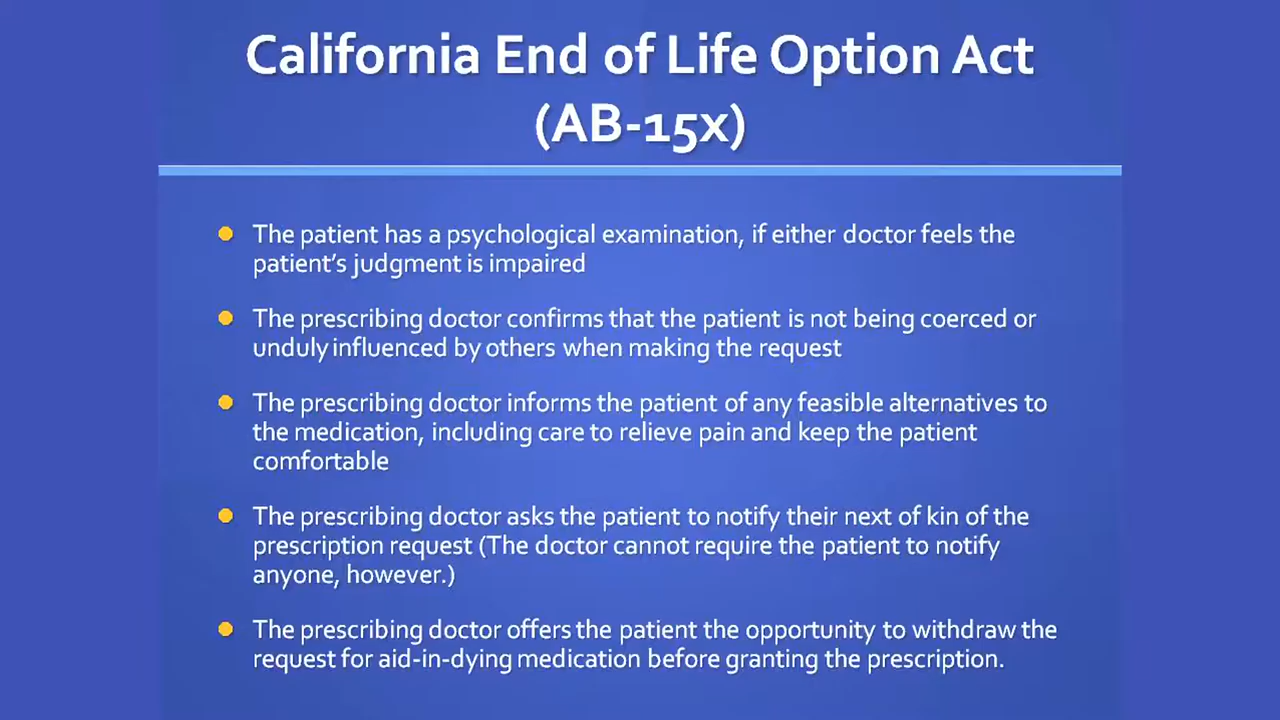 California End of Life Option Act
(AB-15x)
The patient has a psychological examination, if either doctor feels the
patient's judgment is impaired
The prescribing doctor confirms that the patient is not being coerced or
unduly influenced by others when making the request
The prescribing doctor informs the patient of any feasible alternatives to
the medication, including care to relieve pain and keep the patient
comfortable
The prescribing doctor asks the patient to notify their next of kin of the
prescription request (The doctor cannot require the patient to notify
anyone, however.)
The prescribing doctor offers the patient the opportunity to withdraw the
request for aid-in-dying medication before granting the prescription.